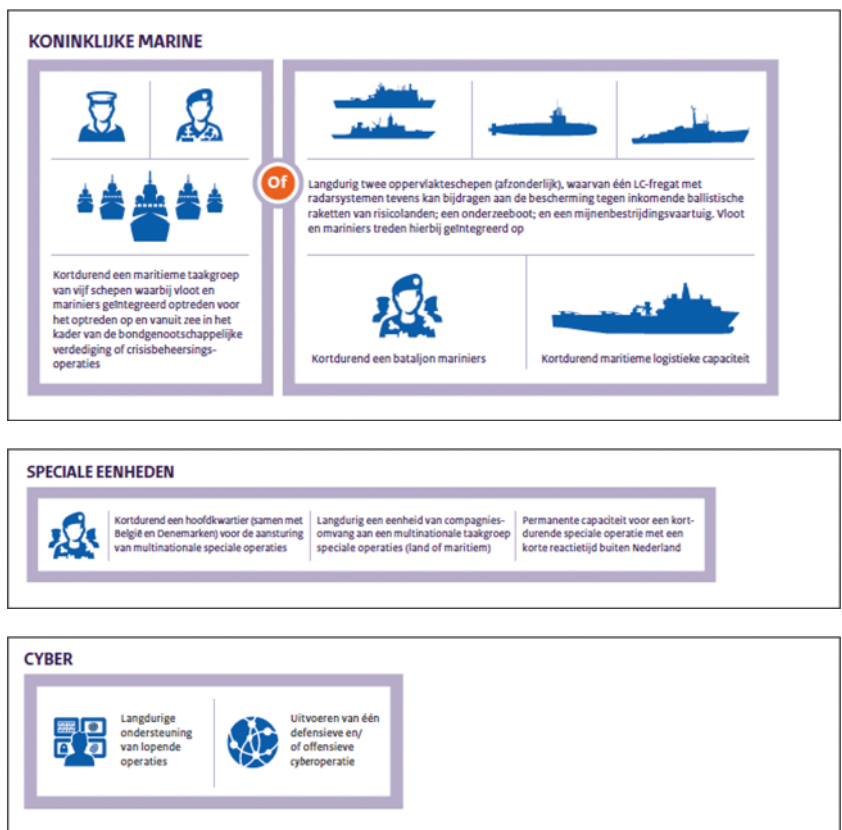 KONINKLIJKE MARINE
Kortdurend een maritieme taakgroep
van vijf schepen waarbij vloot en
mariniers geïntegreerd optreden voor
het optreden op en vanuit zee in het
kader van de bondgenootschappelijke
verdediging of crisisbeheersings-
operaties
Of
Langdurig twee oppervlakteschepen (afzonderlijk), waarvan één LC-fregat met
radarsystemen tevens kan bijdragen aan de bescherming tegen inkomende ballistische
raketten van risicolanden; een onderzeeboot; en een mijnenbestrijdingsvaartuig. Vloot
en mariniers treden hierbij geïntegreerd op
Kortdurend een bataljon mariniers
Kortdurend maritieme logistieke capaciteit
SPECIALE EENHEDEN
Kortdurend een hoofdkwartier (samen met
België en Denemarken) voor de aansturing
van multinationale speciale operaties
Langdurig een eenheid van compagnies-
omvang aan een multinationale taakgroep
speciale operaties (land of maritiem)
Permanente capaciteit voor een kort-
durende speciale operatie met een
korte reactietijd buiten Nederland
CYBER
Langdurige
ondersteuning
van lopende
operaties
Uitvoeren van één
defensieve en/
of offensieve
cyberoperatie